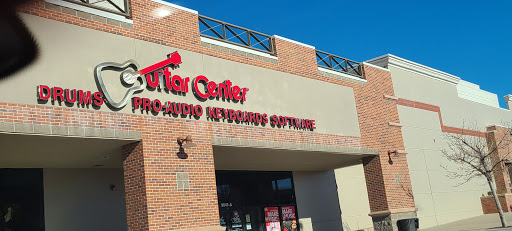 Guitar Center
DRUMS PRO-AUDIO KEYBOARDS SOFTWARE